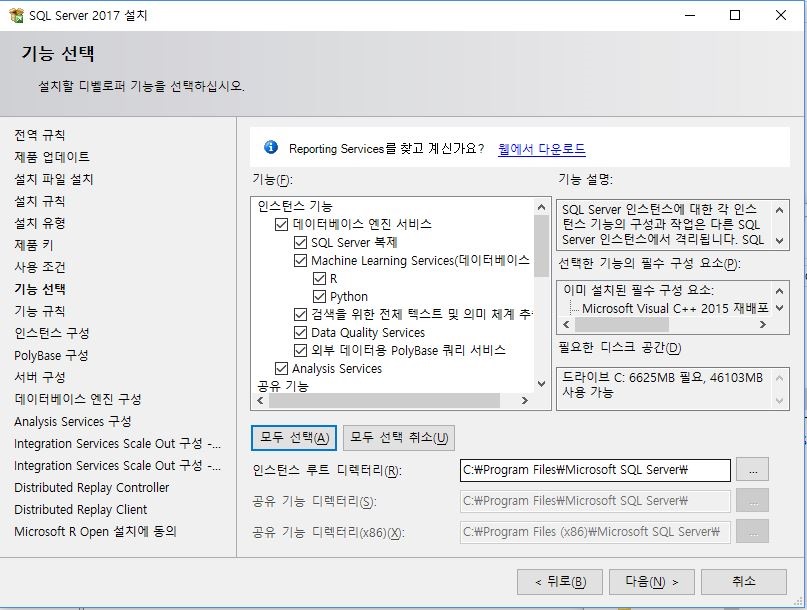 SQL Server 2017 설치
기능 선택
설치할 디벨로퍼 기능을 선택하십시오.
전역 규칙
제품 업데이트
설치 파일 설치
설치 규칙
설치 유형
제품 키
사용 조건
기능 선택
기능 규칙
인스턴스 구성
PolyBase 구성
서버 구성
데이터베이스 엔진 구성
Analysis Services 구성
Integration Services Scale Out 구성 -...
Integration Services Scale Out 구성 -...
Distributed Replay Controller
Distributed Replay Client
Microsoft R Open 설치에 동의
Reporting Services를 찾고 계신가요? 웹에서 다운로드
기능(F):
인스턴스 기능
데이터베이스 엔진 서비스
SQL Server 복제
Machine Learning Services(데이터베이스
R
Python
검색을 위한 전체 텍스트 및 의미 체계 추
Data Quality Services
외부 데이터용 PolyBase 쿼리 서비스
Analysis Services
공유 기능
기능 설명:
SQL Server 인스턴스에 대한 각 인스
턴스 기능의 구성과 작업은 다른 SQL
Server 인스턴스에서 격리됩니다. SQL
선택한 기능의 필수 구성 요소(P):
이미 설치된 필수 구성 요소:
Microsoft Visual C++ 2015 재배포
필요한 디스크 공간(D)
드라이브 C: 6625MB 필요, 46103MB
사용 가능
모두 선택(A) 모두 선택 취소(U)
인스턴스 루트 디렉터리(R): C:₩Program Files₩Microsoft SQL Server₩ ...
공유 기능 디렉터리(S): C:₩Program Files₩Microsoft SQL Server₩ ...
공유 기능 디렉터리(x86)(X): C:₩Program Files (x86)₩Microsoft SQL Server₩ ...
< 뒤로(B) 다음(N) > 취소